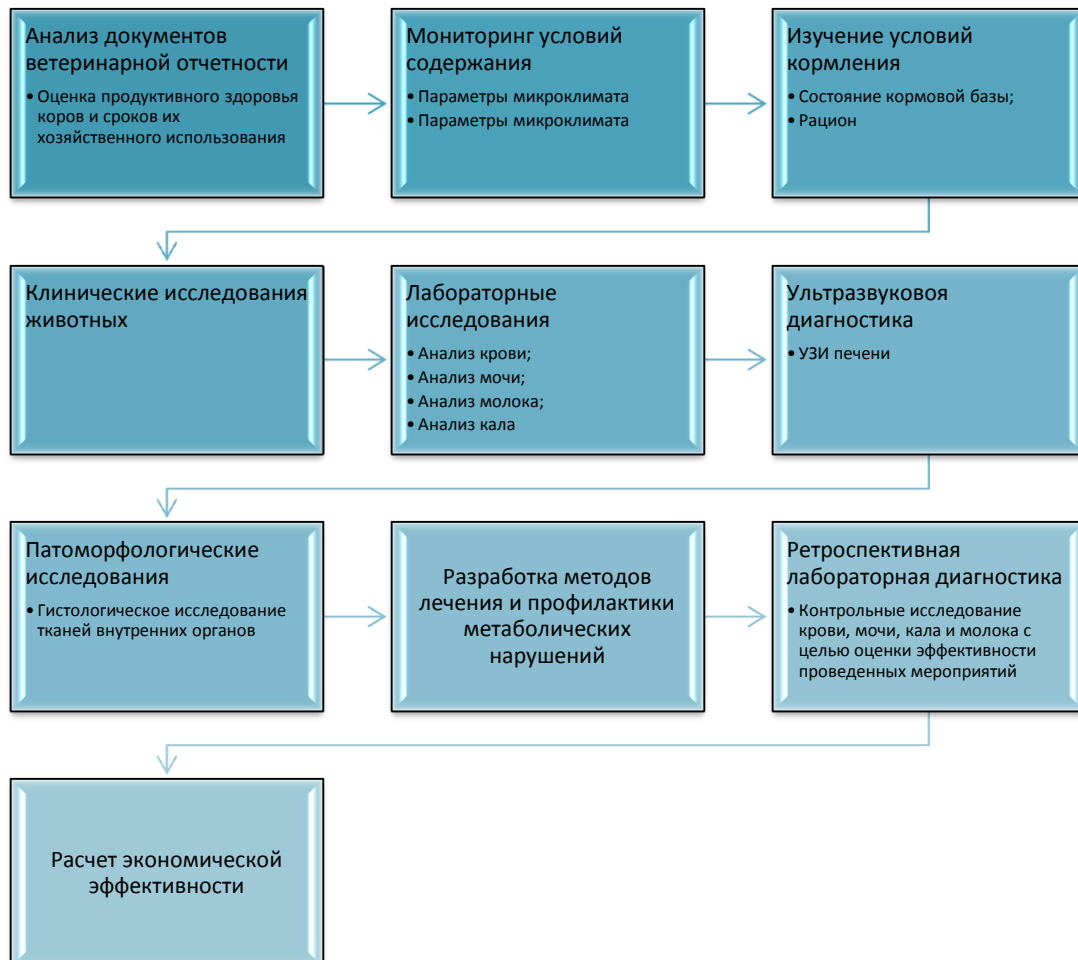 Анализ документов
ветеринарной отчетности
• Оценка продуктивного здоровья
коров и сроков их
хозяйственного использования
Мониторинг условий
содержания
• Параметры микроклимата
• Параметры микроклимата
Изучение условий
кормления
• Состояние кормовой базы;
• Рацион
Клинические исследования
животных
Лабораторные
исследования
• Анализ крови;
• Анализ мочи;
• Анализ молока;
• Анализ кала
Ультразвуковоя
диагностика
• УЗИ печени
Патоморфологические
исследования
• Гистологическое исследование
тканей внутренних органов
Разработка методов
лечения и профилактики
метаболических
нарушений
Ретроспективная
лабораторная диагностика
• Контрольные исследование
крови, мочи, кала и молока с
целью оценки эффективности
проведенных мероприятий
Расчет экономической
эффективности